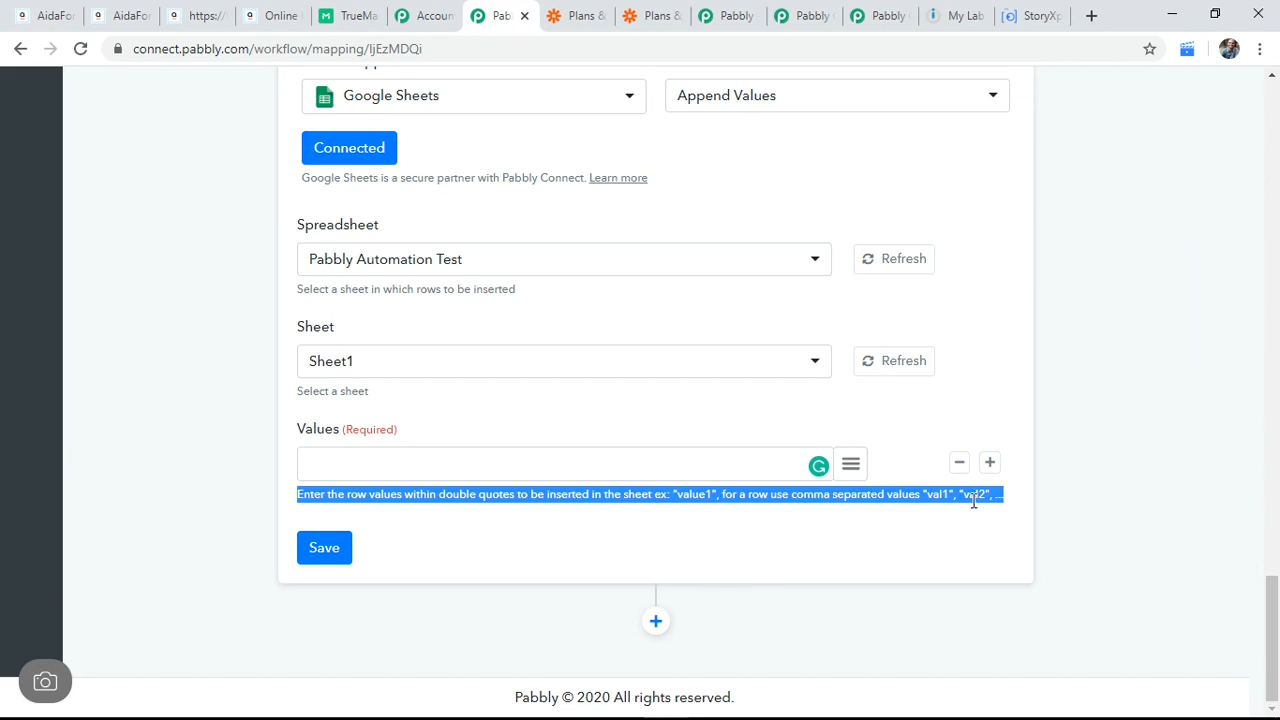 AidaFor
AidaFor
https://
Online
TrueMa
Accoun
Pab
Plans &
Plans &
Pabbly
Pabbly
Pabbly
My Lab
StoryXp
connect.pabbly.com/workflow/mapping/IjEzMDQi
Google Sheets
Append Values
Connected
Google Sheets is a secure partner with Pabbly Connect. Learn more
Spreadsheet
Pabbly Automation Test
Refresh
Select a sheet in which rows to be inserted
Sheet
Sheet1
Refresh
Select a sheet
Values (Required)
Enter the row values within double quotes to be inserted in the sheet ex: "value1", for a row use comma separated values "val1", "val2", ...
Save
Pabbly © 2020 All rights reserved.